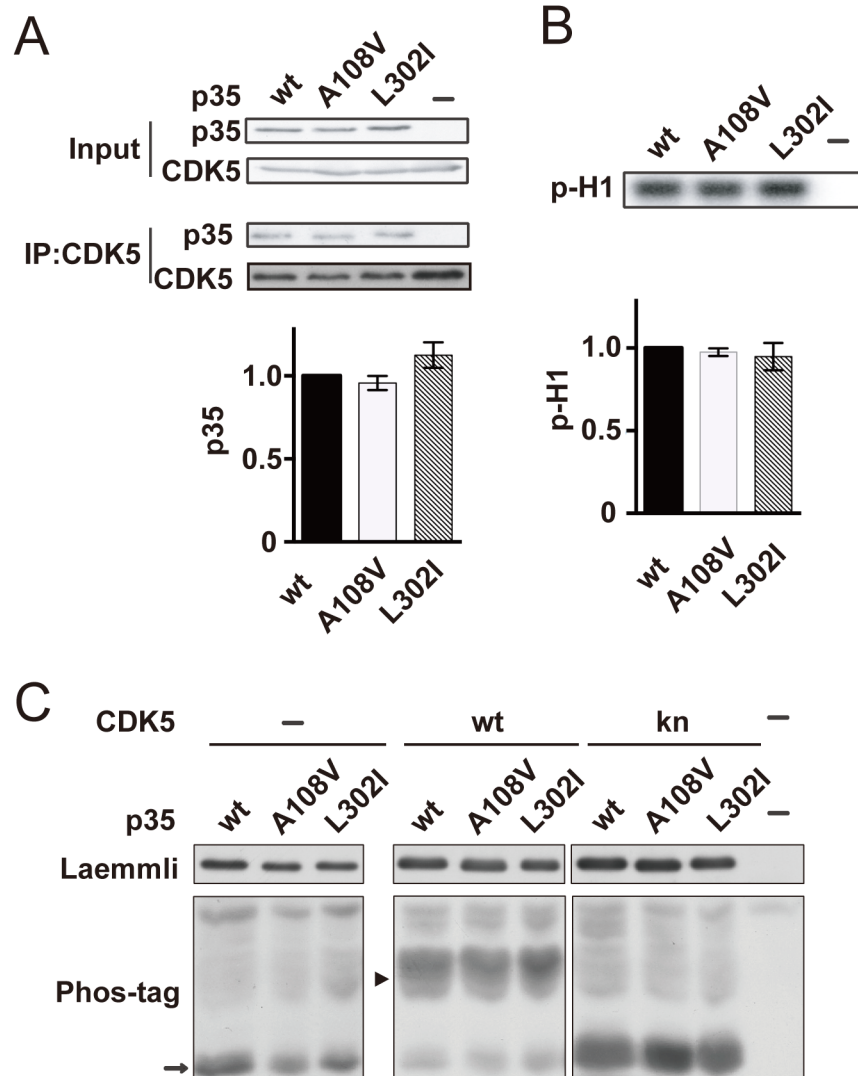 A
p35 wt A108V L302I –
Input
p35
CDK5
IP:CDK5
p35
CDK5
p35
1.0
0.5
0
wt A108V L302I
B
wt A108V L302I –
p-H1
p-H1
1.0
0.5
0
wt A108V L302I
C
CDK5 – wt kn –
p35 wt A108V L302I wt A108V L302I wt A108V L302I –
Laemmli
Phos-tag